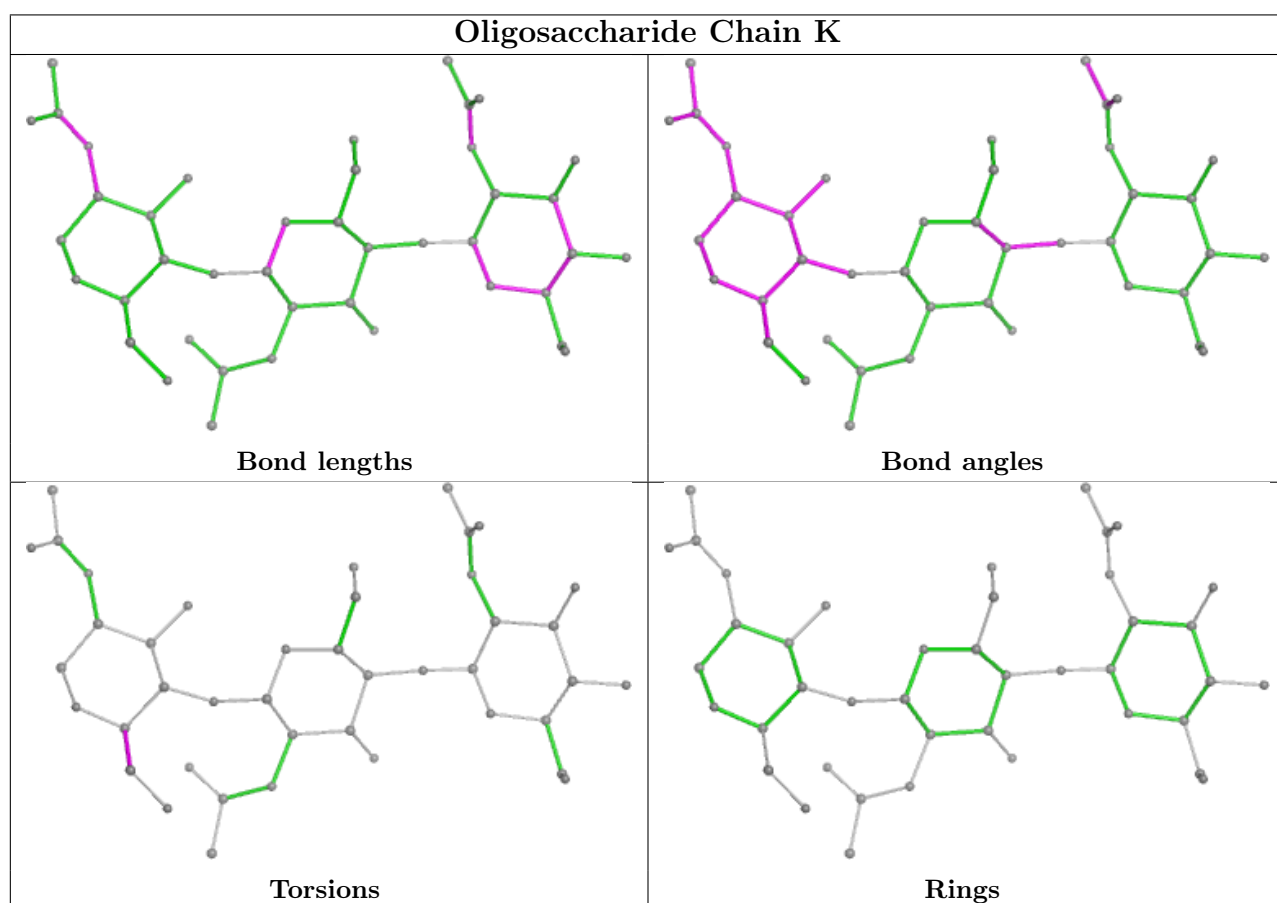 Oligosaccharide Chain K
Bond lengths
Bond angles
Torsions
Rings